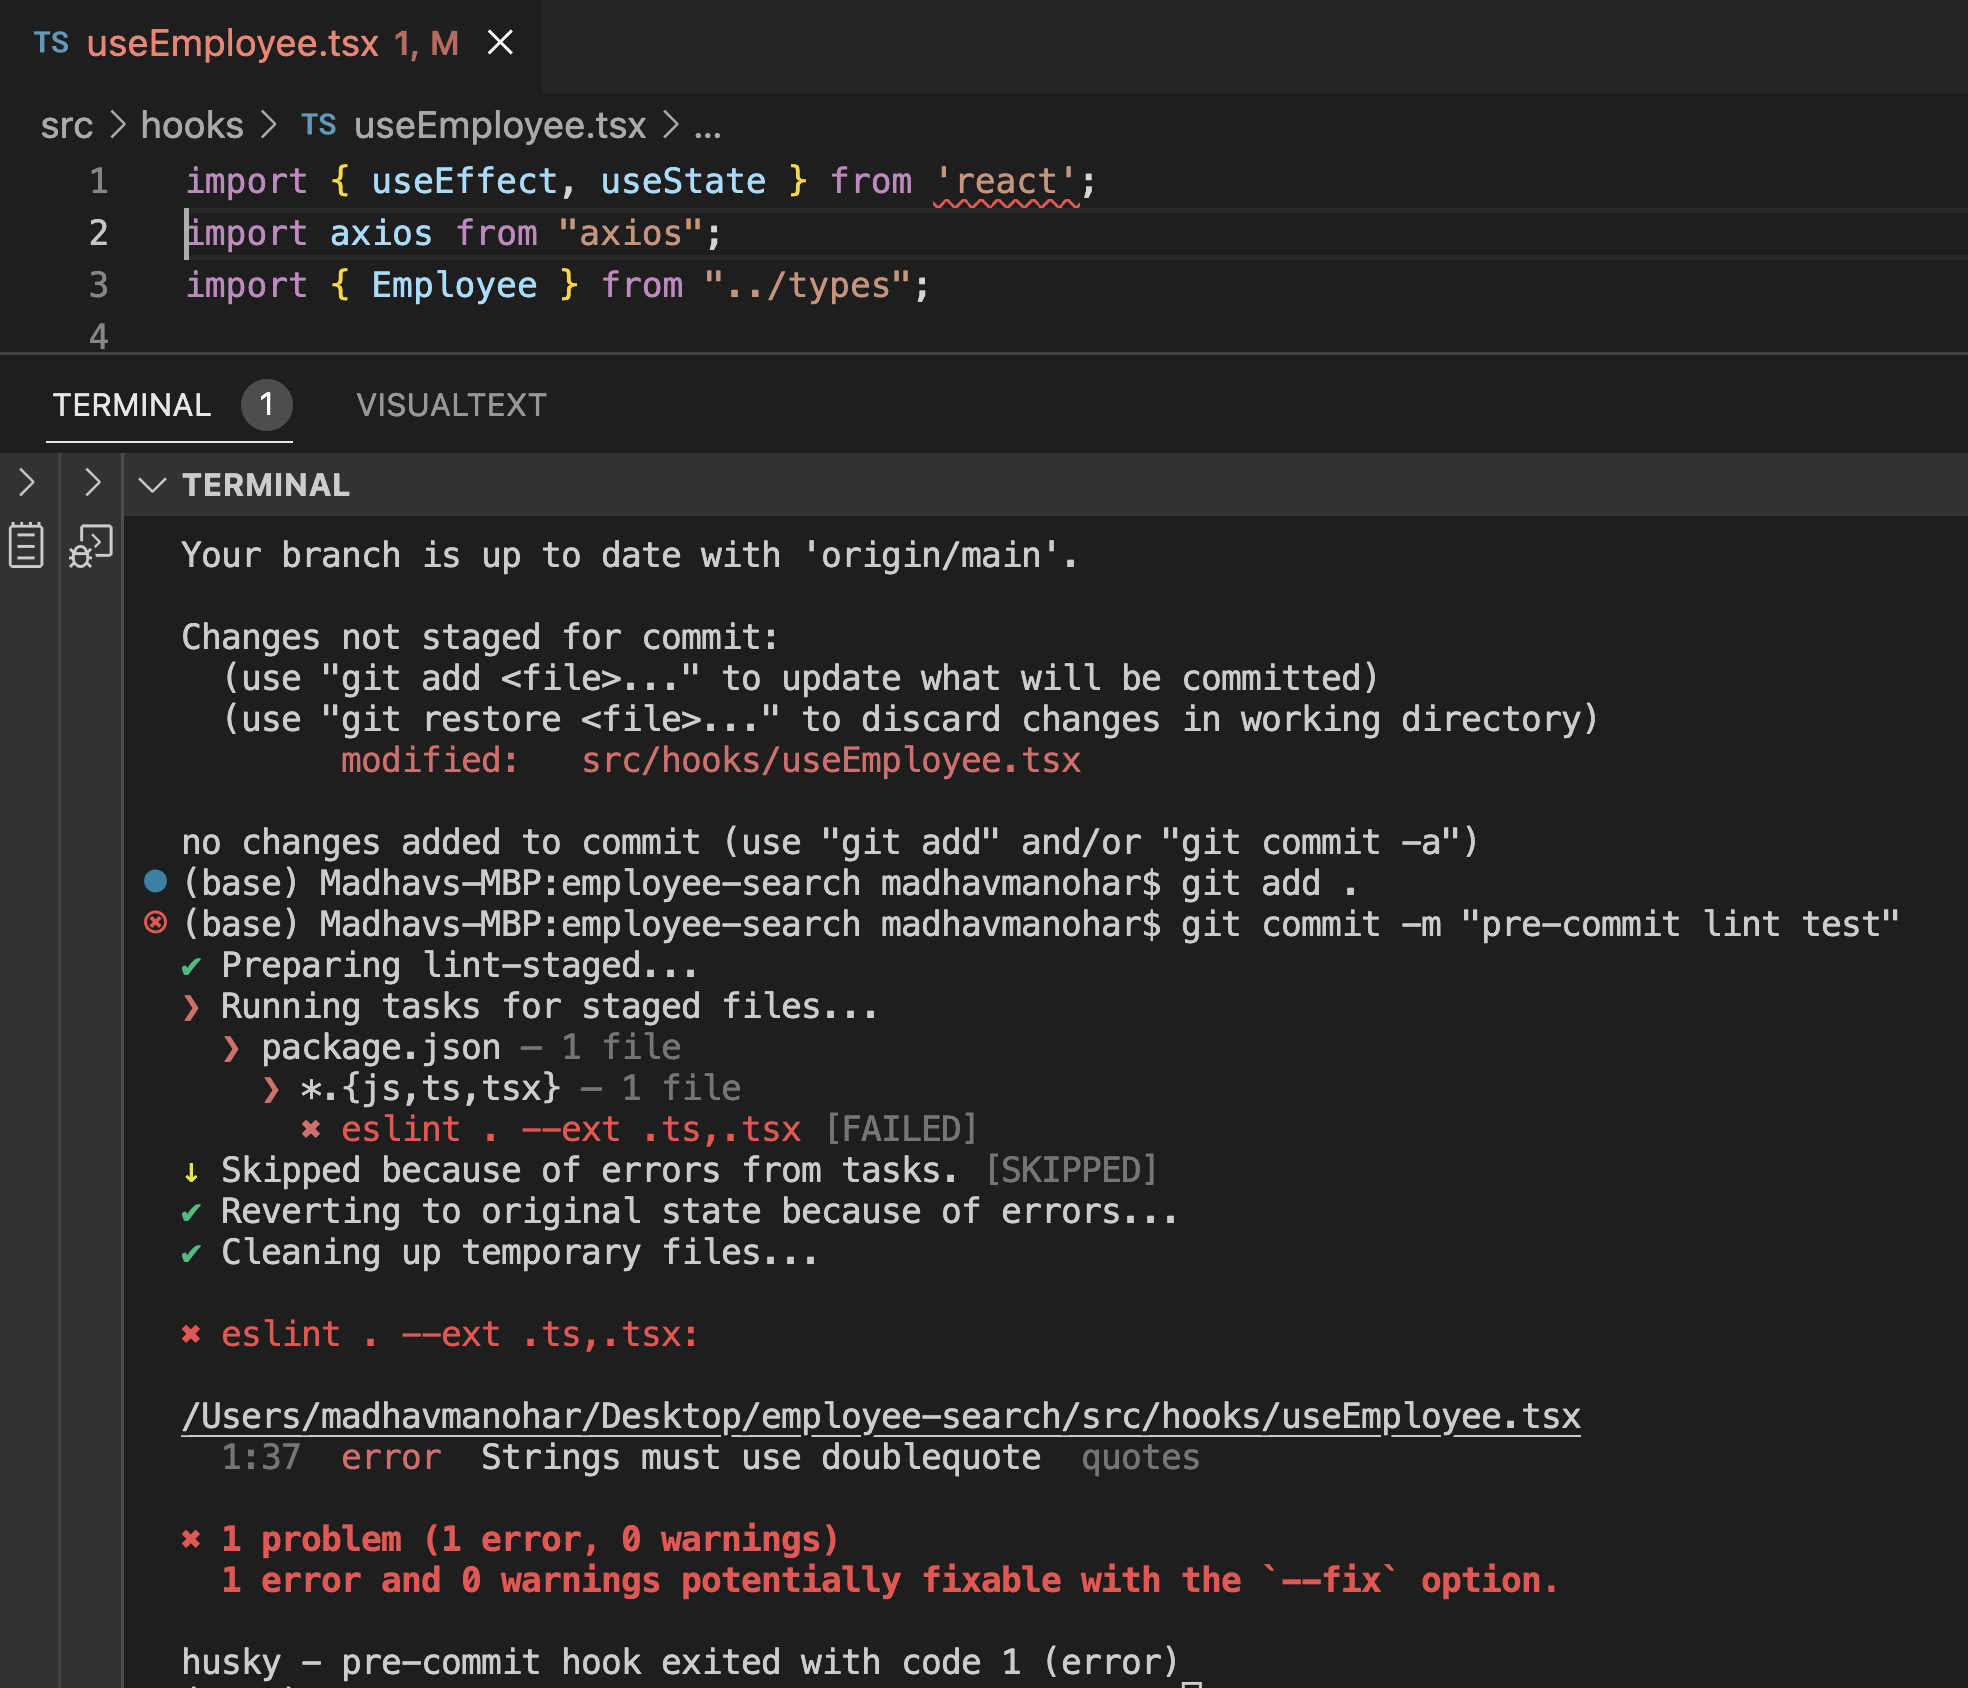 TS useEmployee.tsx 1, M
src > hooks > TS useEmployee.tsx > ...
1 import { useEffect, useState } from 'react';
2 import axios from "axios";
3 import { Employee } from "../types";
4
TERMINAL 1 VISUALTEXT
TERMINAL
Your branch is up to date with 'origin/main'.
Changes not staged for commit:
(use "git add <file>..." to update what will be committed)
(use "git restore <file>..." to discard changes in working directory)
modified: src/hooks/useEmployee.tsx
no changes added to commit (use "git add" and/or "git commit -a")
(base) Madhavs-MBP:employee-search madhavmanohar$ git add .
(base) Madhavs-MBP:employee-search madhavmanohar$ git commit -m "pre-commit lint test"
✔ Preparing lint-staged...
❯ Running tasks for staged files...
❯ package.json — 1 file
❯ *.{js,ts,tsx} — 1 file
✖ eslint . --ext .ts,.tsx [FAILED]
↓ Skipped because of errors from tasks. [SKIPPED]
✔ Reverting to original state because of errors...
✔ Cleaning up temporary files...
✖ eslint . --ext .ts,.tsx:
/Users/madhavmanohar/Desktop/employee-search/src/hooks/useEmployee.tsx
1:37 error Strings must use doublequote quotes
✖ 1 problem (1 error, 0 warnings)
1 error and 0 warnings potentially fixable with the `--fix` option.
husky - pre-commit hook exited with code 1 (error)